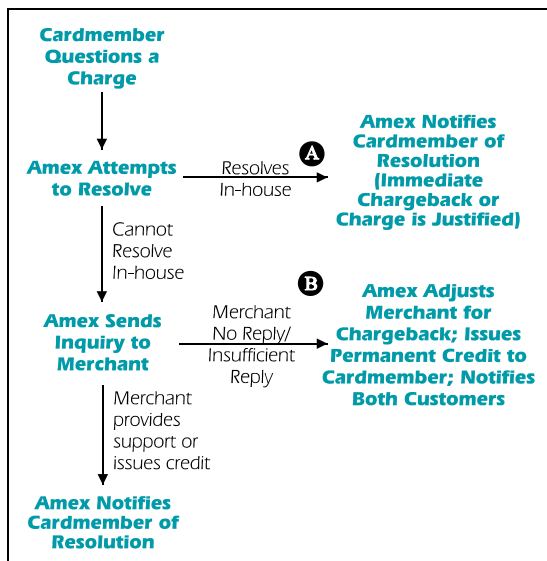 Cardmember
Questions a
Charge
Amex Attempts
to Resolve
Resolves
In-house
A
Amex Notifies
Cardmember of
Resolution
(Immediate
Chargeback or
Charge is Justified)
Cannot
Resolve
In-house
Amex Sends
Inquiry to
Merchant
Merchant
No Reply/
Insufficient
Reply
B
Amex Adjusts
Merchant for
Chargeback; Issues
Permanent Credit to
Cardmember; Notifies
Both Customers
Merchant
provides
support or
issues credit
Amex Notifies
Cardmember of
Resolution